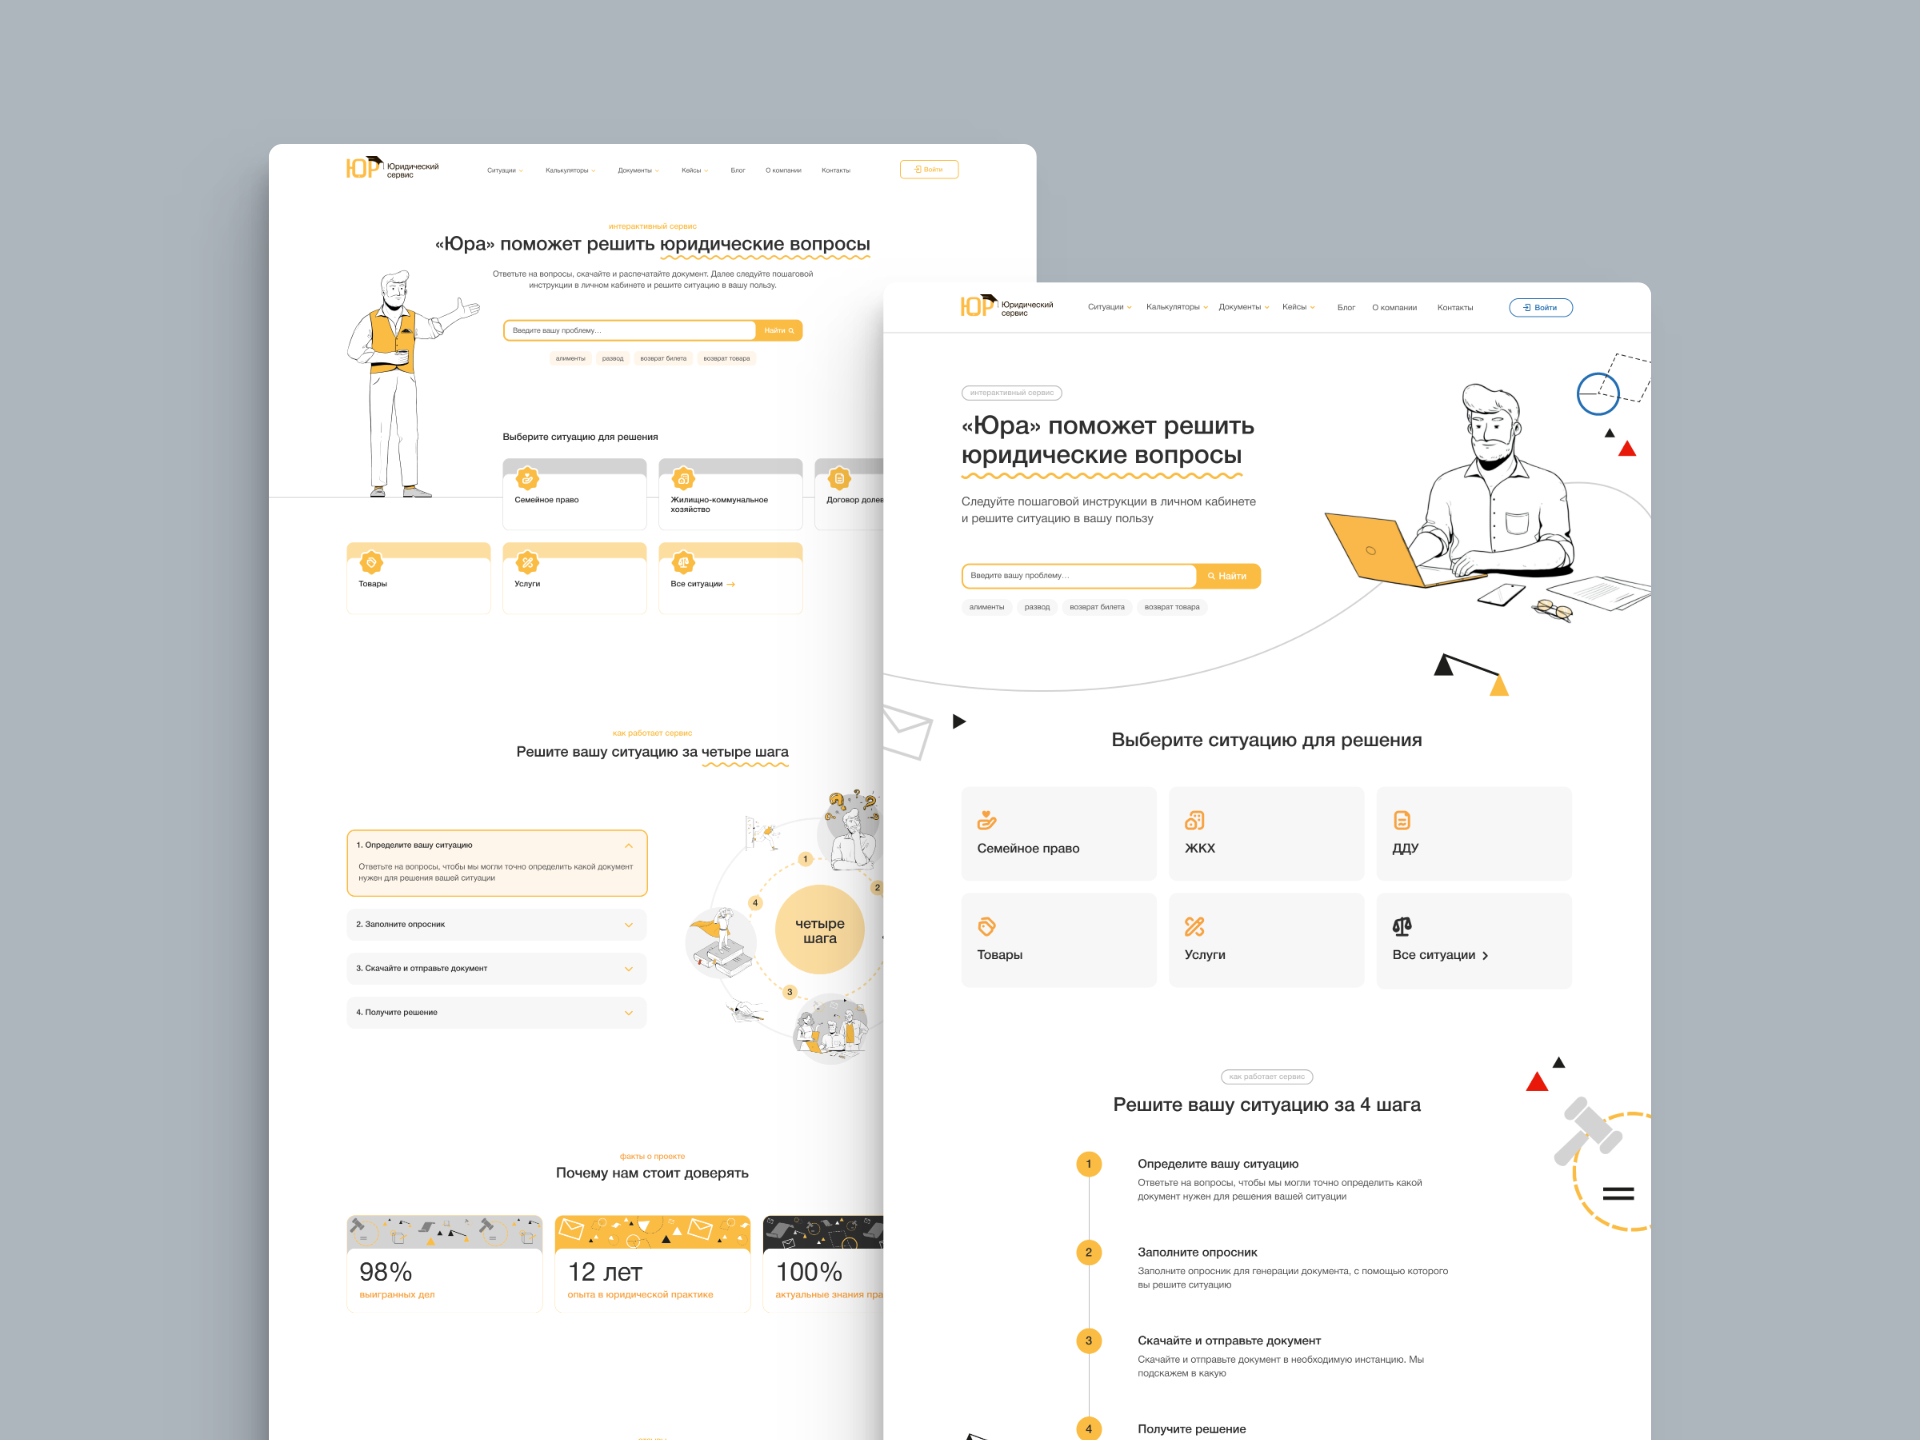 ЮР Юридический
сервис
Ситуации
Калькуляторы
Документы
Кейсы
Блог
О компании
Контакты
Войти
интерактивный сервис
«Юра» поможет решить юридические вопросы
Ответьте на вопросы, скачайте и распечатайте документ. Далее следуйте пошаговой
инструкции в личном кабинете и решите ситуацию в вашу пользу.
Введите вашу проблему...
Найти
алименты
развод
возврат билета
возврат товара
Выберите ситуацию для решения
Семейное право
Жилищно-коммунальное
хозяйство
Договор
Товары
Услуги
Все ситуации →
как работает сервис
Решите вашу ситуацию за четыре шага
1. Определите вашу ситуацию
Ответьте на вопросы, чтобы мы могли точно определить какой документ
нужен для решения вашей ситуации
2. Заполните опросник
3. Скачайте и отправьте документ
4. Получите решение
1
2
4
четыре
шага
3
факты о проекте
Почему нам стоит доверять
98%
выигранных дел
12 лет
опыта в юридической практике
100%
актуальные знания
ЮР Юридический
сервис
Ситуации
Калькуляторы
Документы
Кейсы
Блог
О компании
Контакты
Войти
интерактивный сервис
«Юра» поможет решить
юридические вопросы
Следуйте пошаговой инструкции в личном кабинете
и решите ситуацию в вашу пользу
Введите вашу проблему...
Найти
алименты
развод
возврат билета
возврат товара
Выберите ситуацию для решения
Семейное право
ЖКХ
ДДУ
Товары
Услуги
Все ситуации
как работает сервис
Решите вашу ситуацию за 4 шага
1
Определите вашу ситуацию
Ответьте на вопросы, чтобы мы могли точно определить какой
документ нужен для решения вашей ситуации
2
Заполните опросник
Заполните опросник для генерации документа, с помощью которого
вы решите ситуацию
3
Скачайте и отправьте документ
Скачайте и отправьте документ в необходимую инстанцию. Мы
подскажем в какую
4
Получите решение